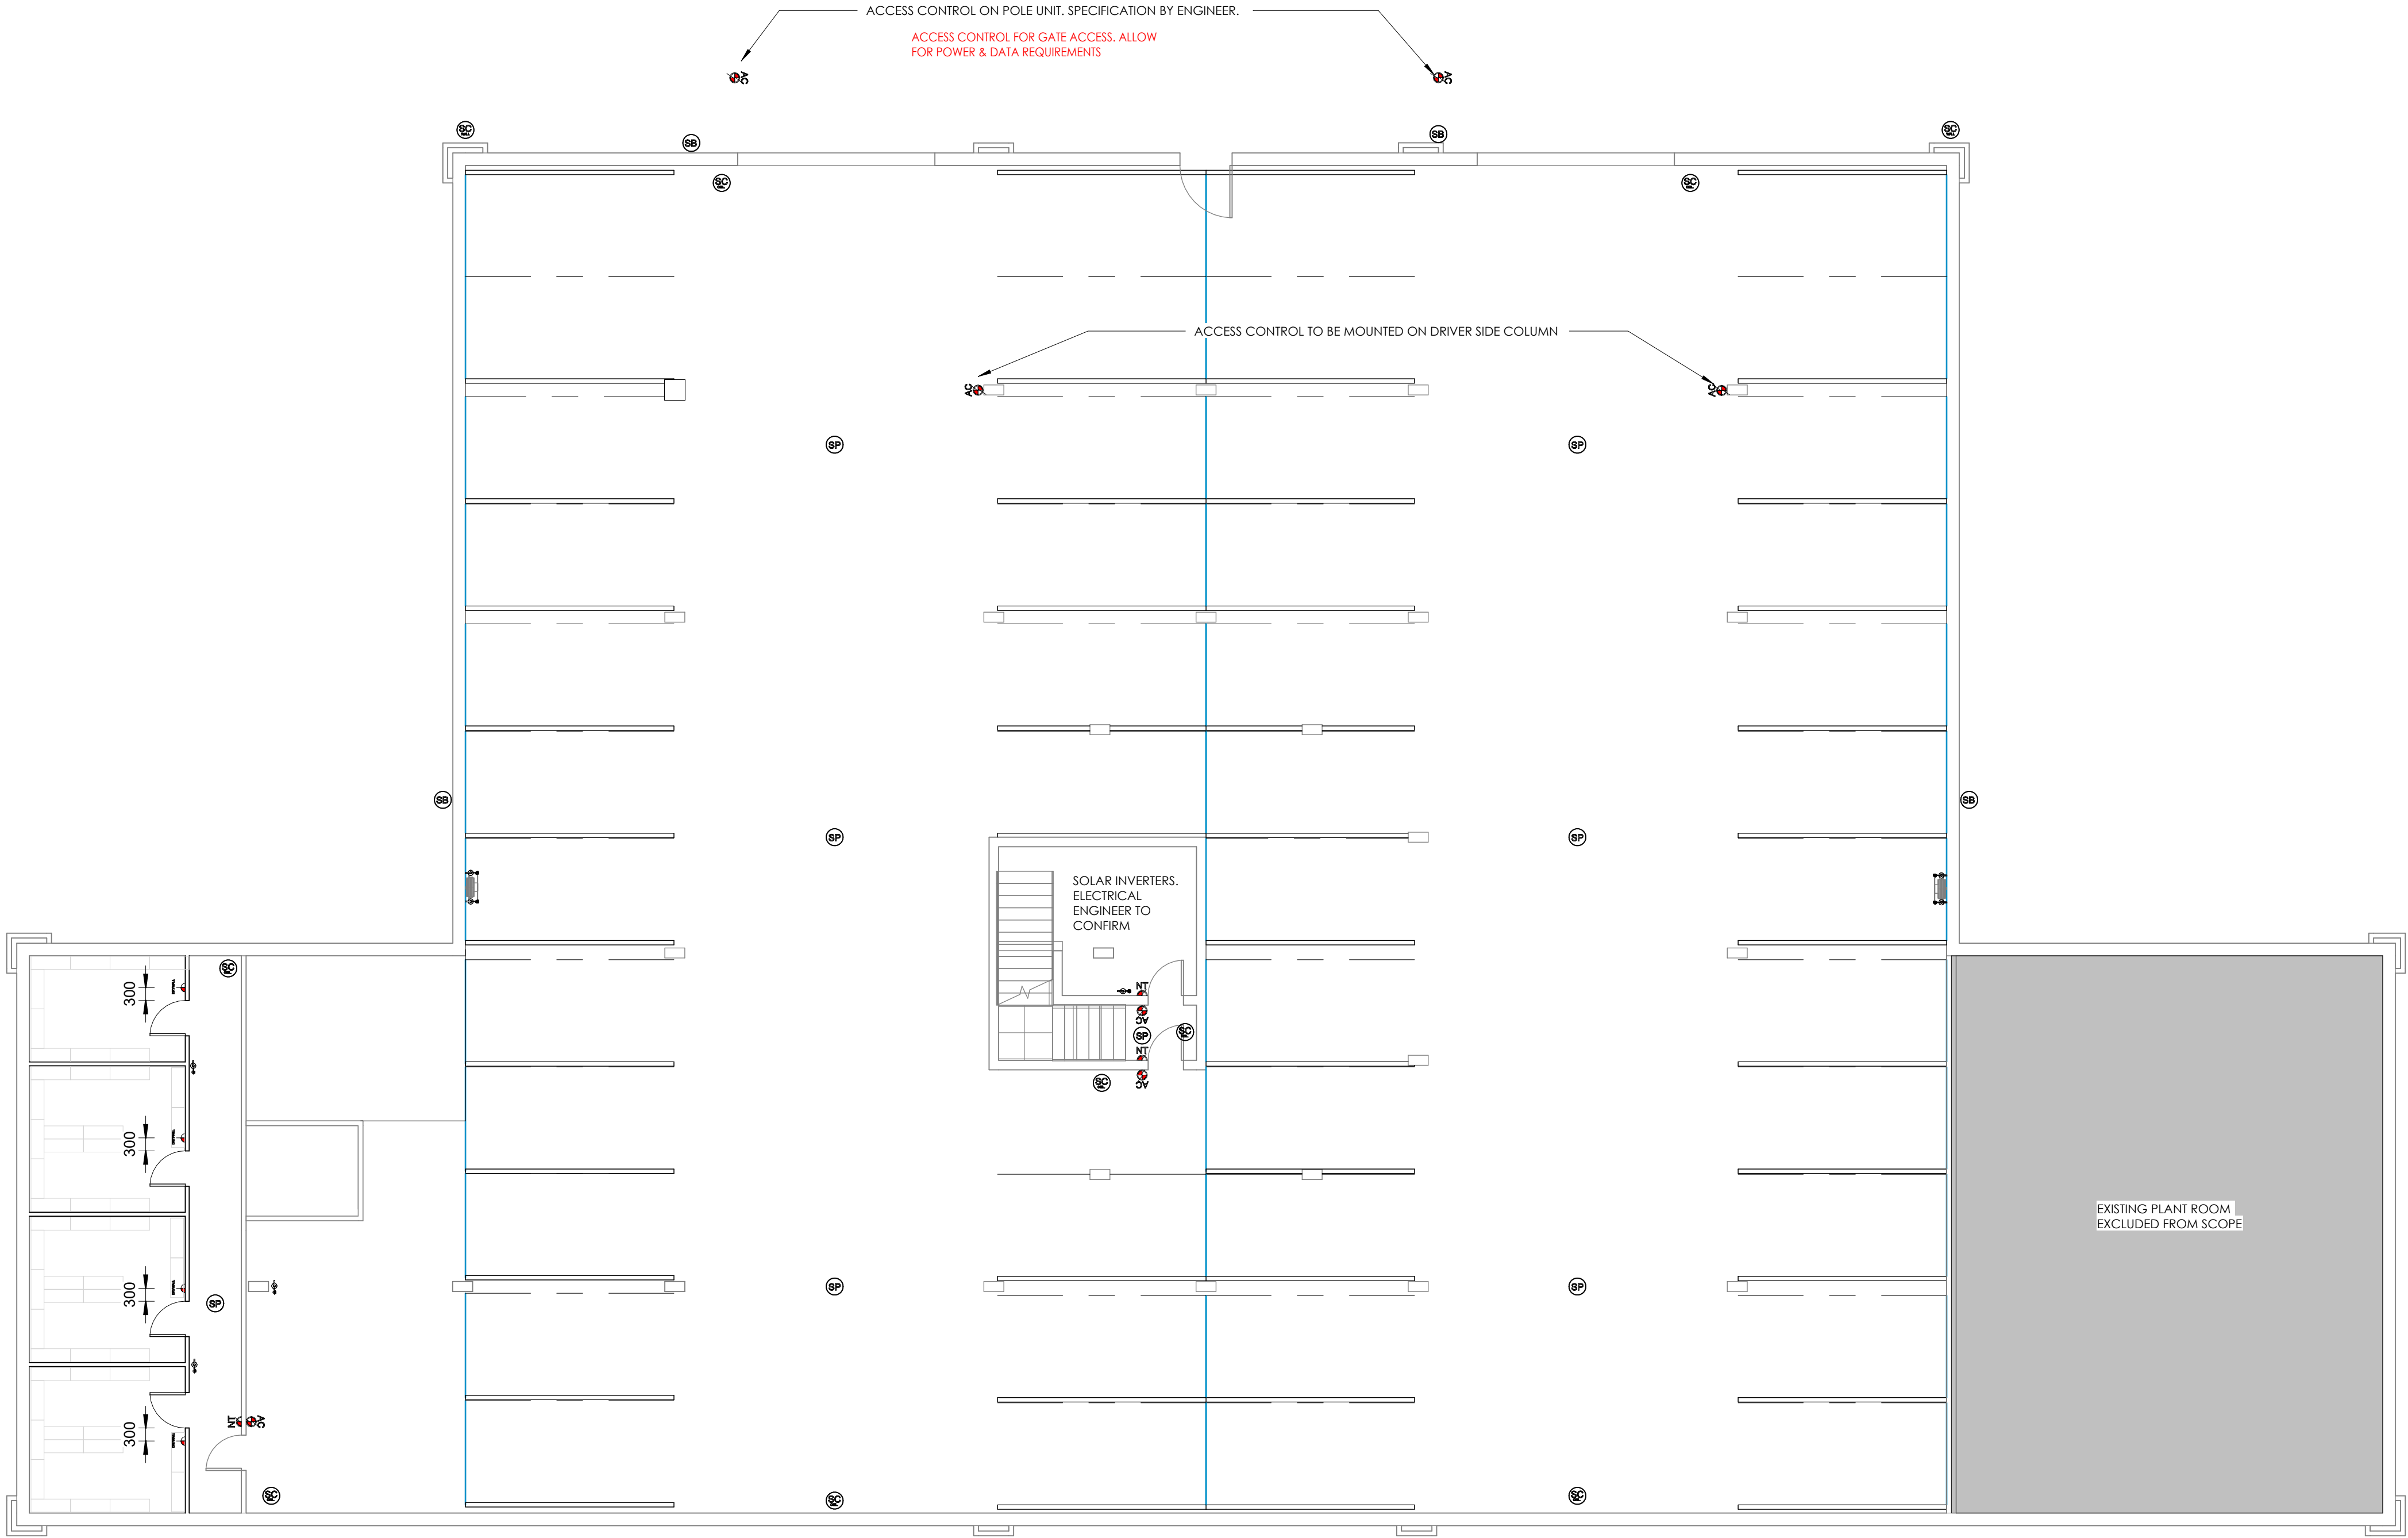 ACCESS CONTROL ON POLE UNIT. SPECIFICATION BY ENGINEER.
ACCESS CONTROL FOR GATE ACCESS. ALLOW
FOR POWER & DATA REQUIREMENTS
AC
AC
SC
SB
SB
SC
SC
SC
ACCESS CONTROL TO BE MOUNTED ON DRIVER SIDE COLUMN
AC
AC
SP
SP
SB
SB
SP
SP
SOLAR INVERTERS.
ELECTRICAL
ENGINEER TO
CONFIRM
SC
300
NT
AC
SP
SC
NT
AC
SC
300
EXISTING PLANT ROOM
EXCLUDED FROM SCOPE
300
SP
SP
SP
300
NT
AC
SC
SC
SC